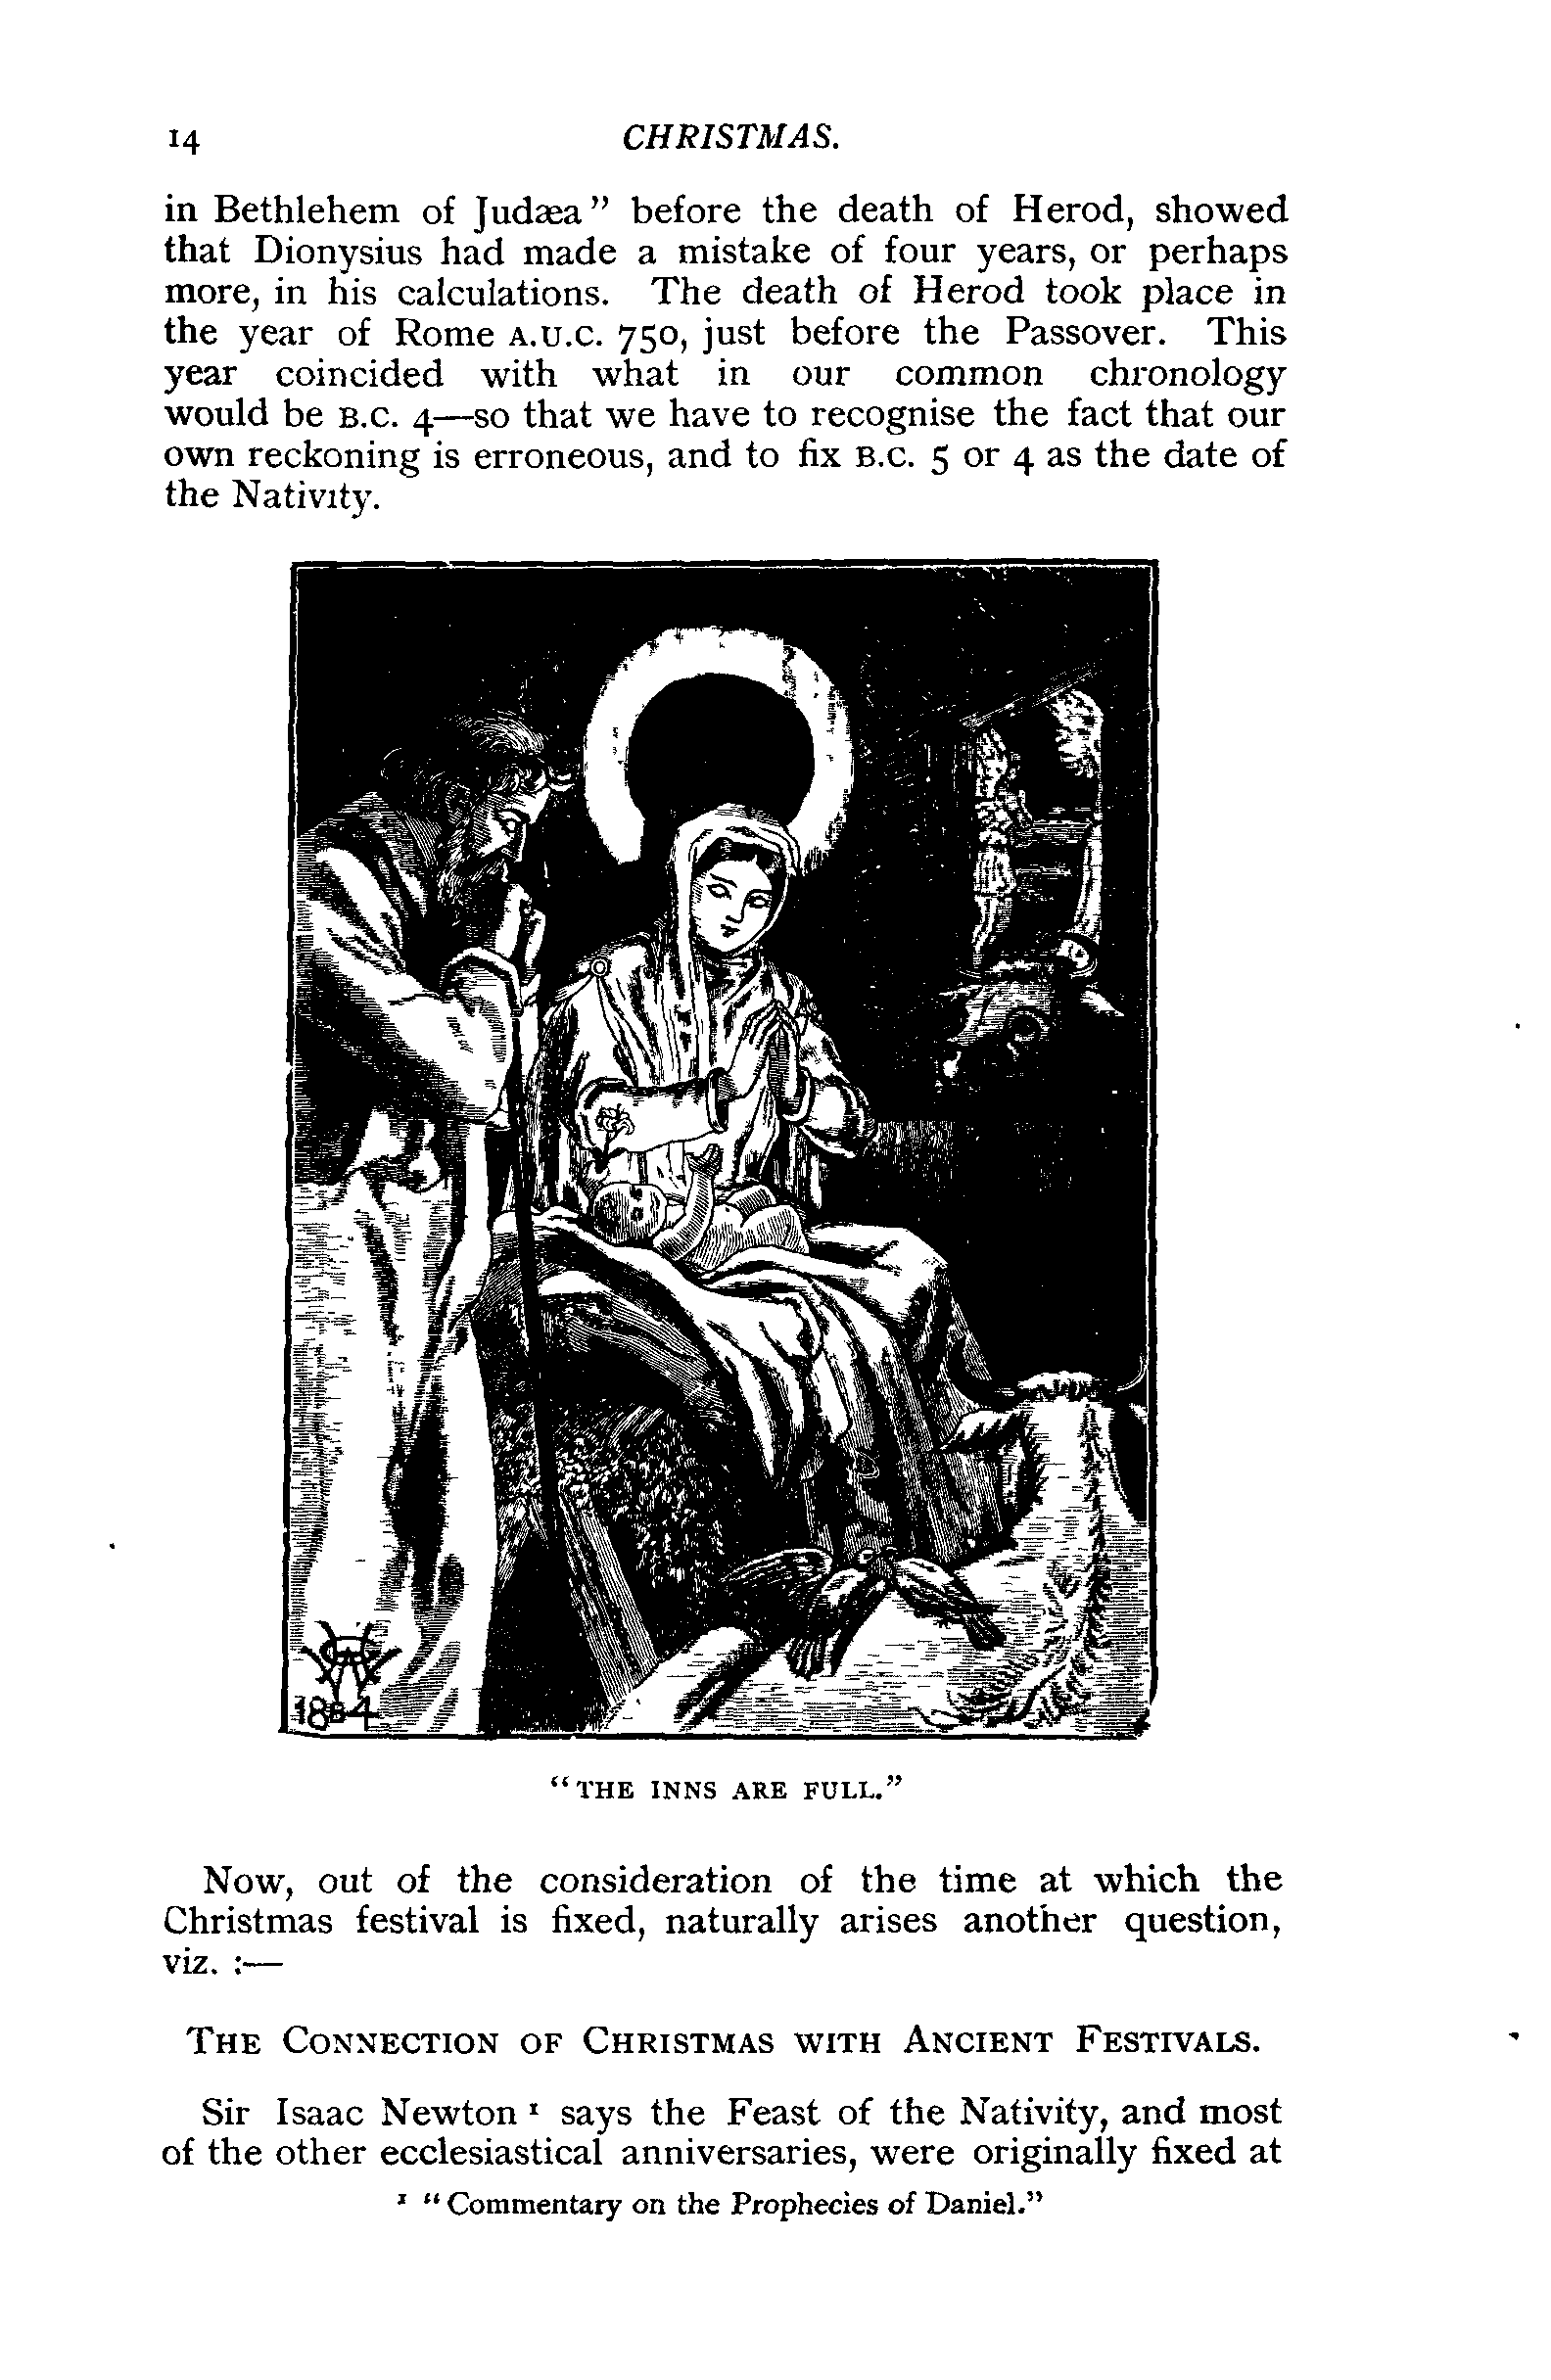 14 CHRISTMAS.
in Bethlehem of Judæa” before the death of Herod, showed
that Dionysius had made a mistake of four years, or perhaps
more, in his calculations. The death of Herod took place in
the year of Rome A.U.C. 750, just before the Passover. This
year coincided with what in our common chronology
would be B.C. 4—so that we have to recognise the fact that our
own reckoning is erroneous, and to fix B.C. 5 or 4 as the date of
the Nativity.
1884
“THE INNS ARE FULL.”
Now, out of the consideration of the time at which the
Christmas festival is fixed, naturally arises another question,
viz. :—
THE CONNECTION OF CHRISTMAS WITH ANCIENT FESTIVALS.
Sir Isaac Newton ¹ says the Feast of the Nativity, and most
of the other ecclesiastical anniversaries, were originally fixed at
¹ “Commentary on the Prophecies of Daniel.”